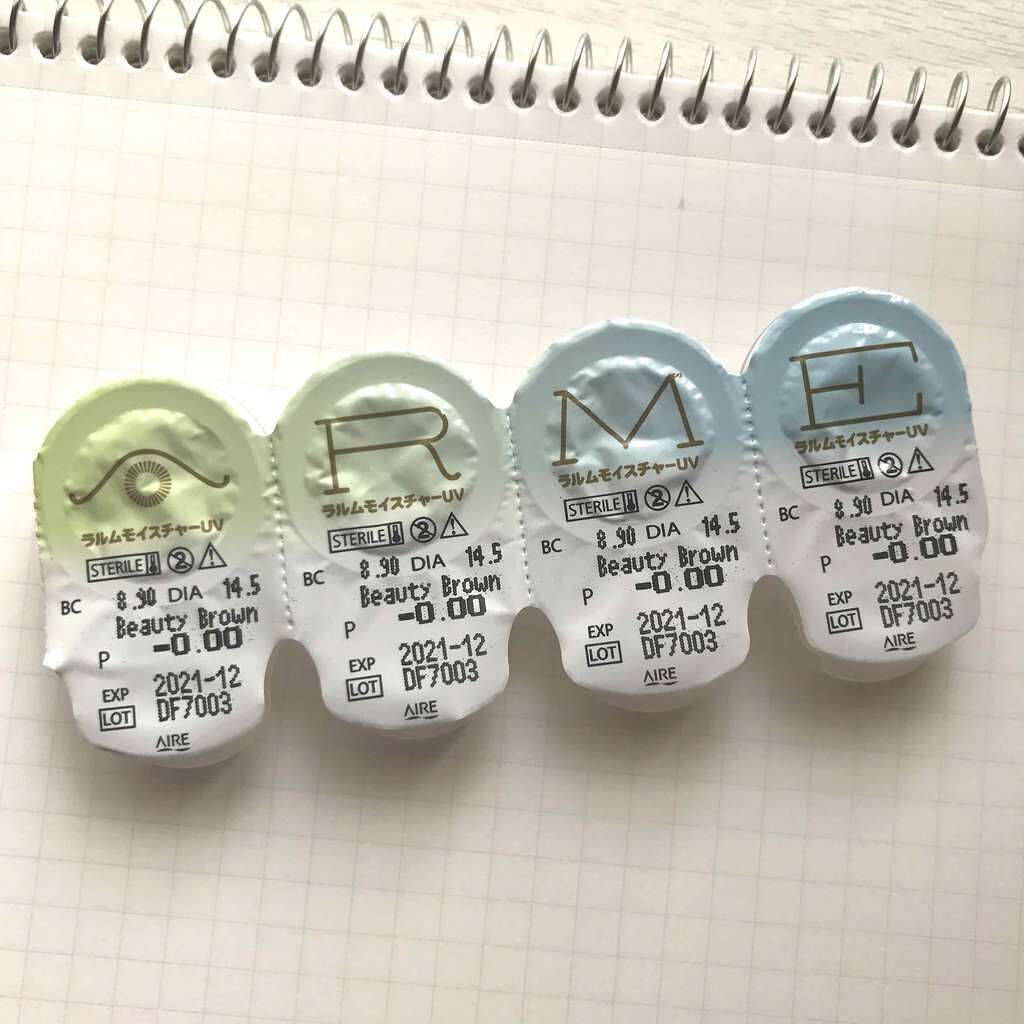 ARME
ラルムモイスチャーUV
STERILE
BC 8.90 DIA 14.5
Beauty Brown
P -0.00
EXP 2021-12
LOT DF7003
AIRE
ラルムモイスチャーUV
STERILE
BC 8.90 DIA 14.5
Beauty Brown
P -0.00
EXP 2021-12
LOT DF7003
AIRE
ラルムモイスチャーUV
STERILE
BC 8.90 DIA 14.5
Beauty Brown
P -0.00
EXP 2021-12
LOT DF7003
AIRE
ラルムモイスチャーUV
STERILE
BC 8.90 DIA 14.5
Beauty Brown
P -0.00
EXP 2021-12
LOT DF7003
AIRE